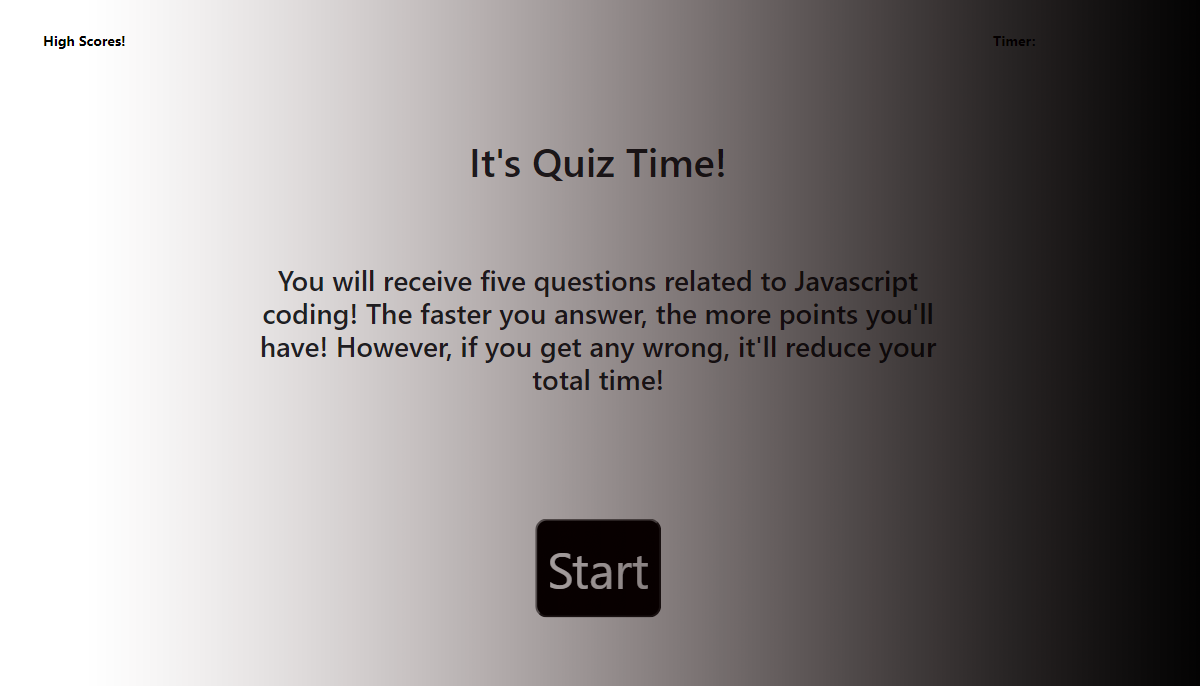 High Scores!
Timer:
It's Quiz Time!
You will receive five questions related to Javascript
coding! The faster you answer, the more points you'll
have! However, if you get any wrong, it'll reduce your
total time!
Start